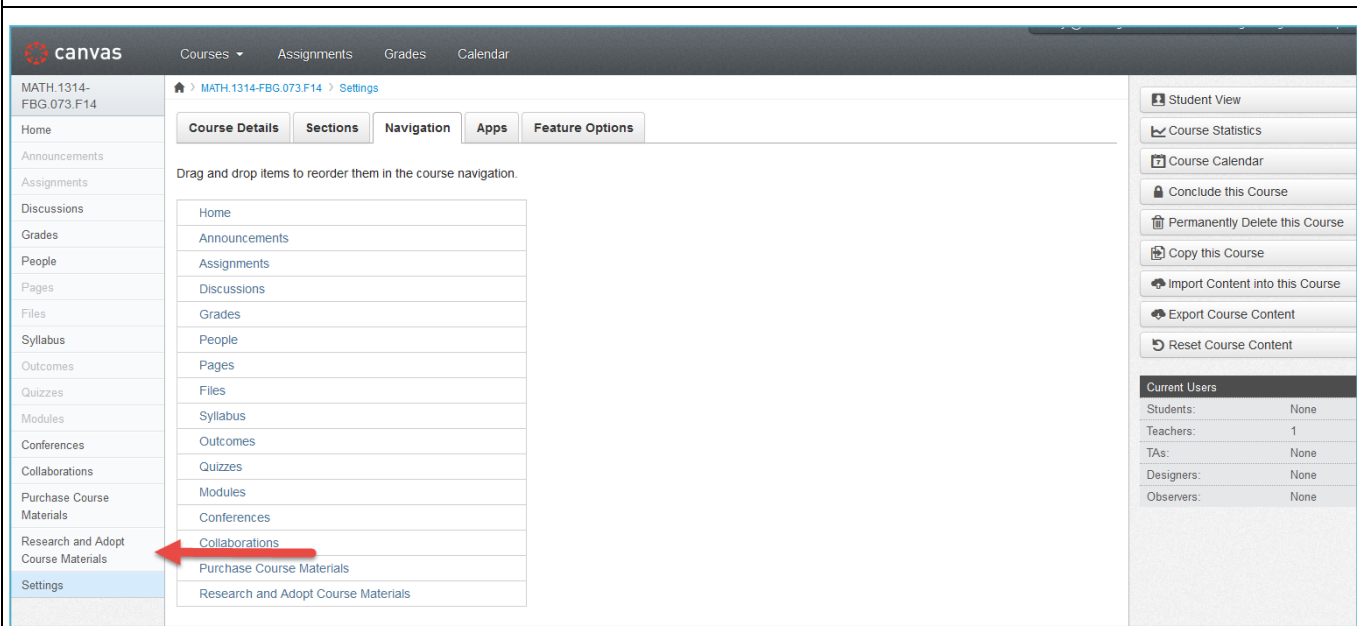 canvas
Courses
Assignments
Grades
Calendar
MATH.1314-
FBG.073.F14
Home
Announcements
Assignments
Discussions
Grades
People
Pages
Files
Syllabus
Outcomes
Quizzes
Modules
Conferences
Collaborations
Purchase Course
Materials
Research and Adopt
Course Materials
Settings
MATH.1314-FBG.073.F14 > Settings
Course Details
Sections
Navigation
Apps
Feature Options
Drag and drop items to reorder them in the course navigation.
Home
Announcements
Assignments
Discussions
Grades
People
Pages
Files
Syllabus
Outcomes
Quizzes
Modules
Conferences
Collaborations
Purchase Course Materials
Research and Adopt Course Materials
Student View
Course Statistics
Course Calendar
Conclude this Course
Permanently Delete this Course
Copy this Course
Import Content into this Course
Export Course Content
Reset Course Content
Current Users
Students: None
Teachers: 1
TAs: None
Designers: None
Observers: None